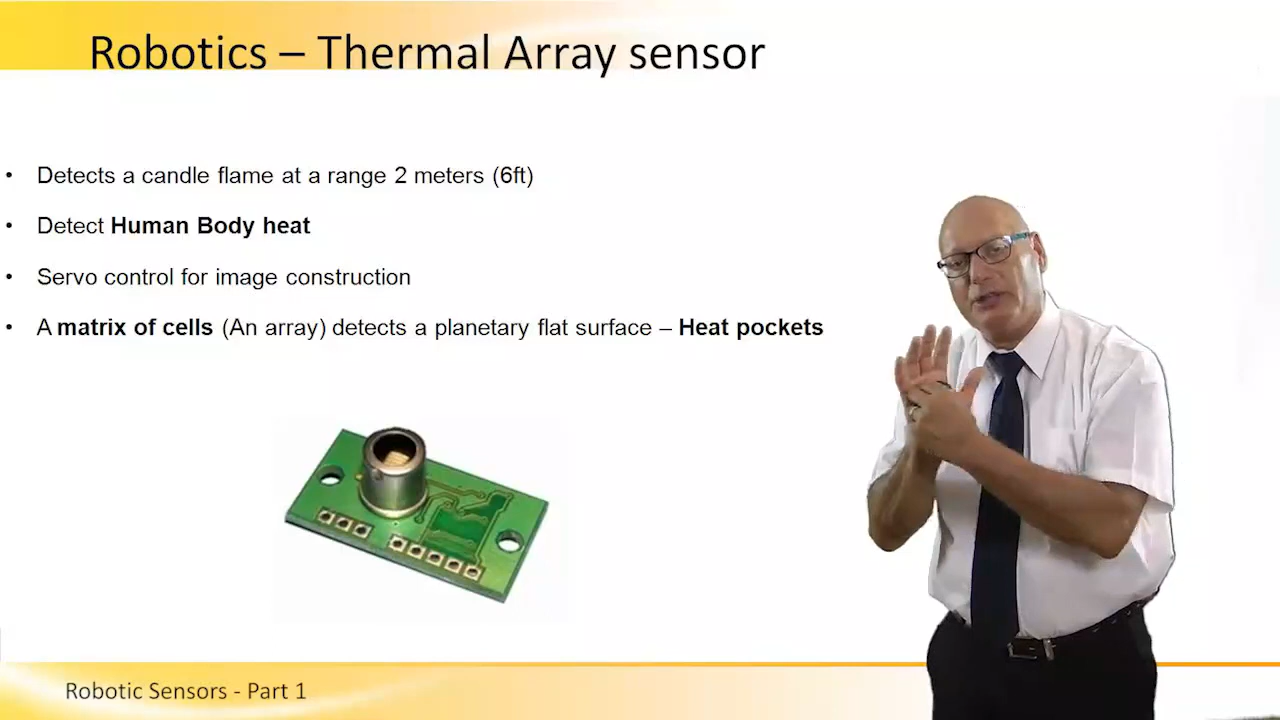 Robotics – Thermal Array sensor
• Detects a candle flame at a range 2 meters (6ft)
• Detect Human Body heat
• Servo control for image construction
• A matrix of cells (An array) detects a planetary flat surface – Heat pockets
Robotic Sensors - Part 1